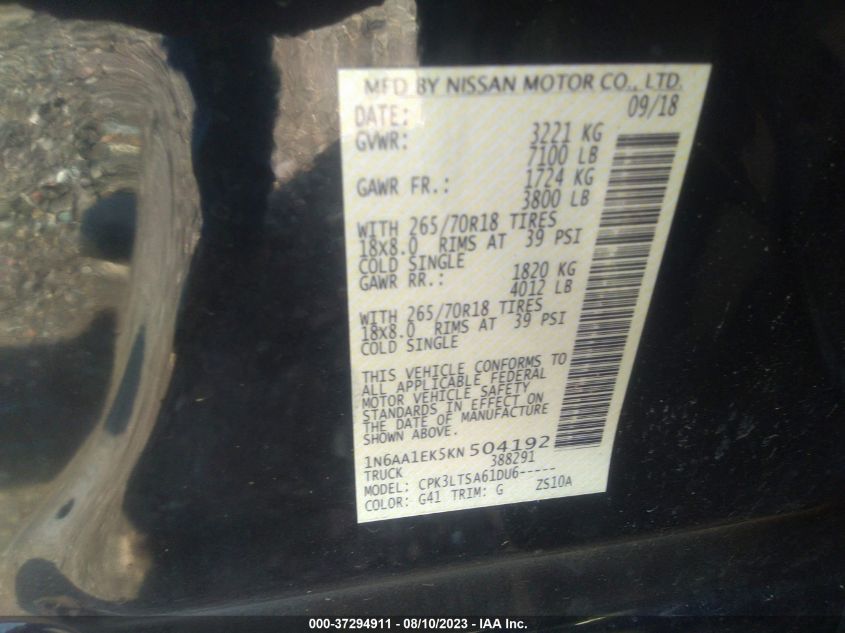 MFD BY NISSAN MOTOR CO., LTD.
DATE: 09/18
GVWR: 3221 KG
7100 LB
GAWR FR.: 1724 KG
3800 LB
WITH 265/70R18 TIRES
18x8.0 RIMS AT 39 PSI
COLD SINGLE
GAWR RR.: 1820 KG
4012 LB
WITH 265/70R18 TIRES
18x8.0 RIMS AT 39 PSI
COLD SINGLE
THIS VEHICLE CONFORMS TO
ALL APPLICABLE FEDERAL
MOTOR VEHICLE SAFETY
STANDARDS IN EFFECT ON
THE DATE OF MANUFACTURE
SHOWN ABOVE.
1N6AA1EK5KN504192
TRUCK 388291
MODEL: CPK3LTSA61DU6-----
COLOR: G41 TRIM: G ZS10A
000-37294911 - 08/10/2023 - IAA Inc.